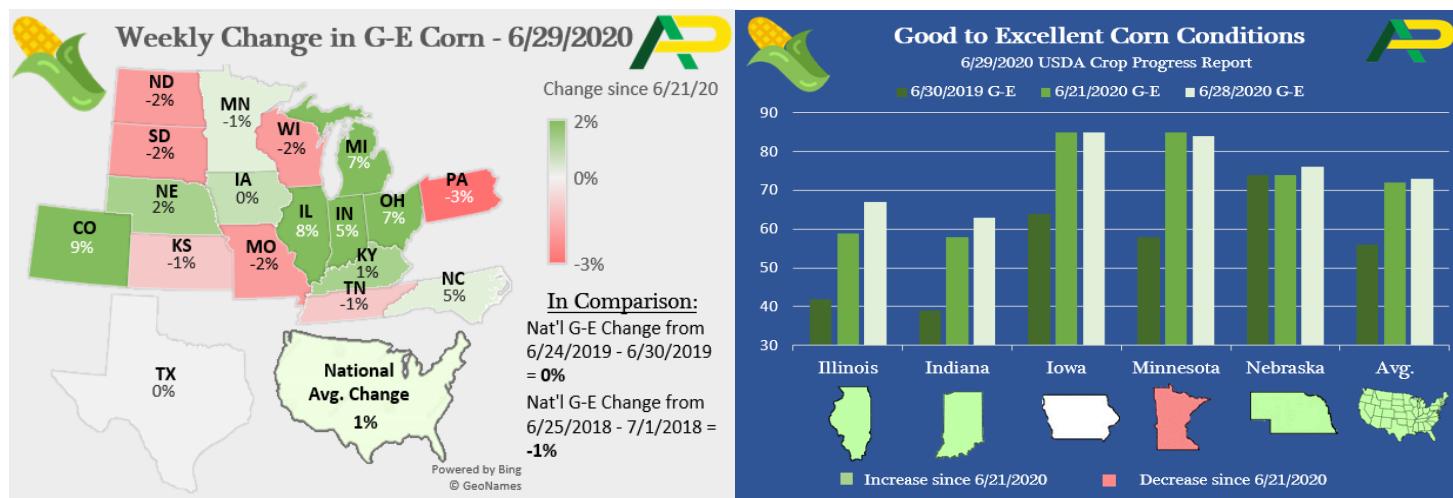 Weekly Change in G-E Corn - 6/29/2020
AP
Change since 6/21/20
2%
0%
-3%
ND
-2%
MN
-1%
SD
-2%
WI
-2%
MI
7%
NE
2%
IA
0%
PA
-3%
CO
9%
IL
8%
IN
5%
OH
7%
KS
-1%
MO
-2%
KY
1%
TN
-1%
NC
5%
TX
0%
National
Avg. Change
1%
In Comparison:
Nat'l G-E Change from
6/24/2019 - 6/30/2019
= 0%
Nat'l G-E Change from
6/25/2018 - 7/1/2018 =
-1%
Powered by Bing
© GeoNames
Good to Excellent Corn Conditions
6/29/2020 USDA Crop Progress Report
AP
6/30/2019 G-E 6/21/2020 G-E 6/28/2020 G-E
90
80
70
60
50
40
30
Illinois Indiana Iowa Minnesota Nebraska Avg.
Increase since 6/21/2020 Decrease since 6/21/2020